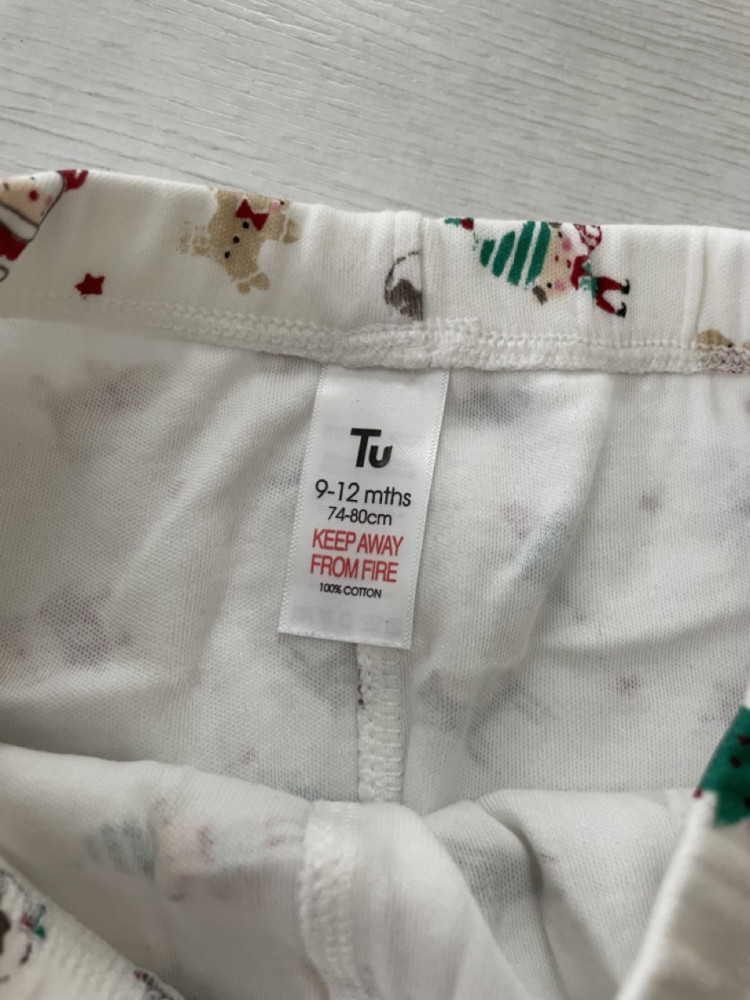 Tu
9-12 mths
74-80cm
KEEP AWAY
FROM FIRE
100% COTTON